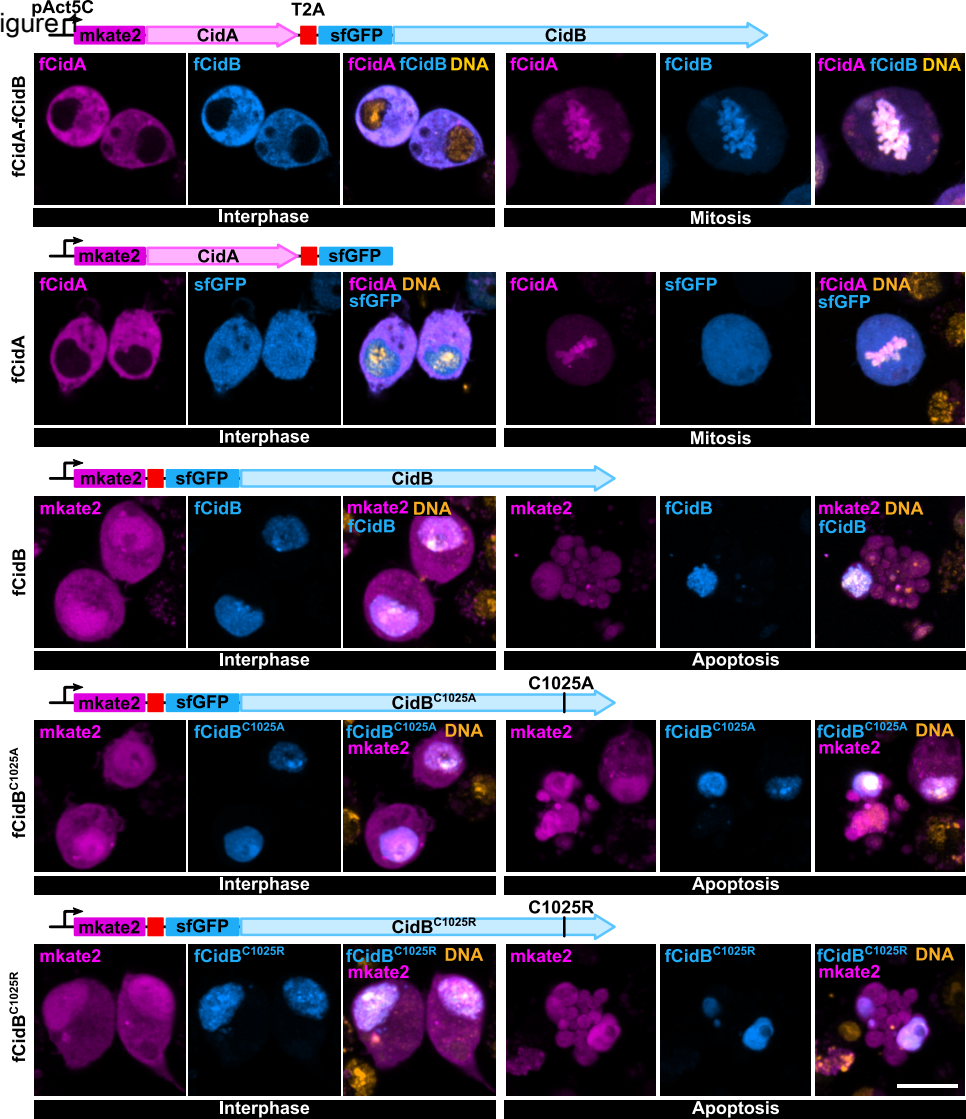 pAct5C
T2A
igure 
mkate2 CidA sfGFP CidB
fCidA-fCidB
fCidA fCidB fCidA fCidB DNA fCidA fCidB fCidA fCidB DNA
Interphase Mitosis
mkate2 CidA sfGFP
fCidA
fCidA sfGFP fCidA DNA fCidA sfGFP fCidA DNA
sfGFP sfGFP
Interphase Mitosis
mkate2 sfGFP CidB
fCidB
mkate2 fCidB mkate2 DNA mkate2 fCidB mkate2 DNA
fCidB fCidB
Interphase Apoptosis
C1025A
mkate2 sfGFP CidBC1025A
fCidBC1025A
mkate2 fCidBC1025A fCidBC1025A DNA mkate2 fCidBC1025A fCidBC1025A DNA
mkate2 mkate2
Interphase Apoptosis
C1025R
mkate2 sfGFP CidBC1025R
fCidBC1025R
mkate2 fCidBC1025R fCidBC1025R DNA mkate2 fCidBC1025R fCidBC1025R DNA
mkate2 mkate2
Interphase Apoptosis